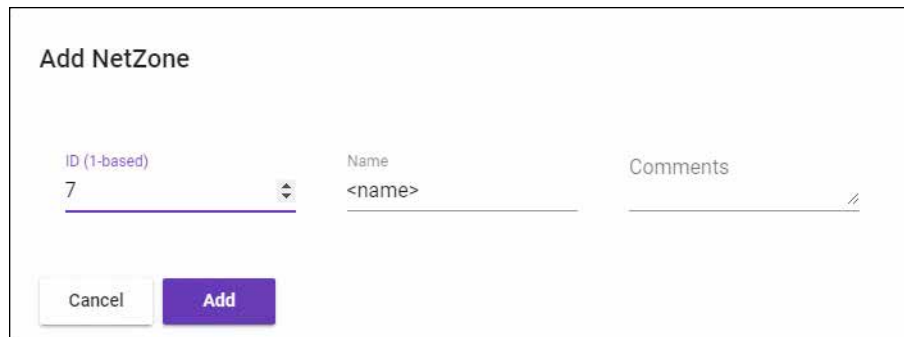 Add NetZone
ID (1-based)
Name
Comments
7
<name>
Cancel
Add